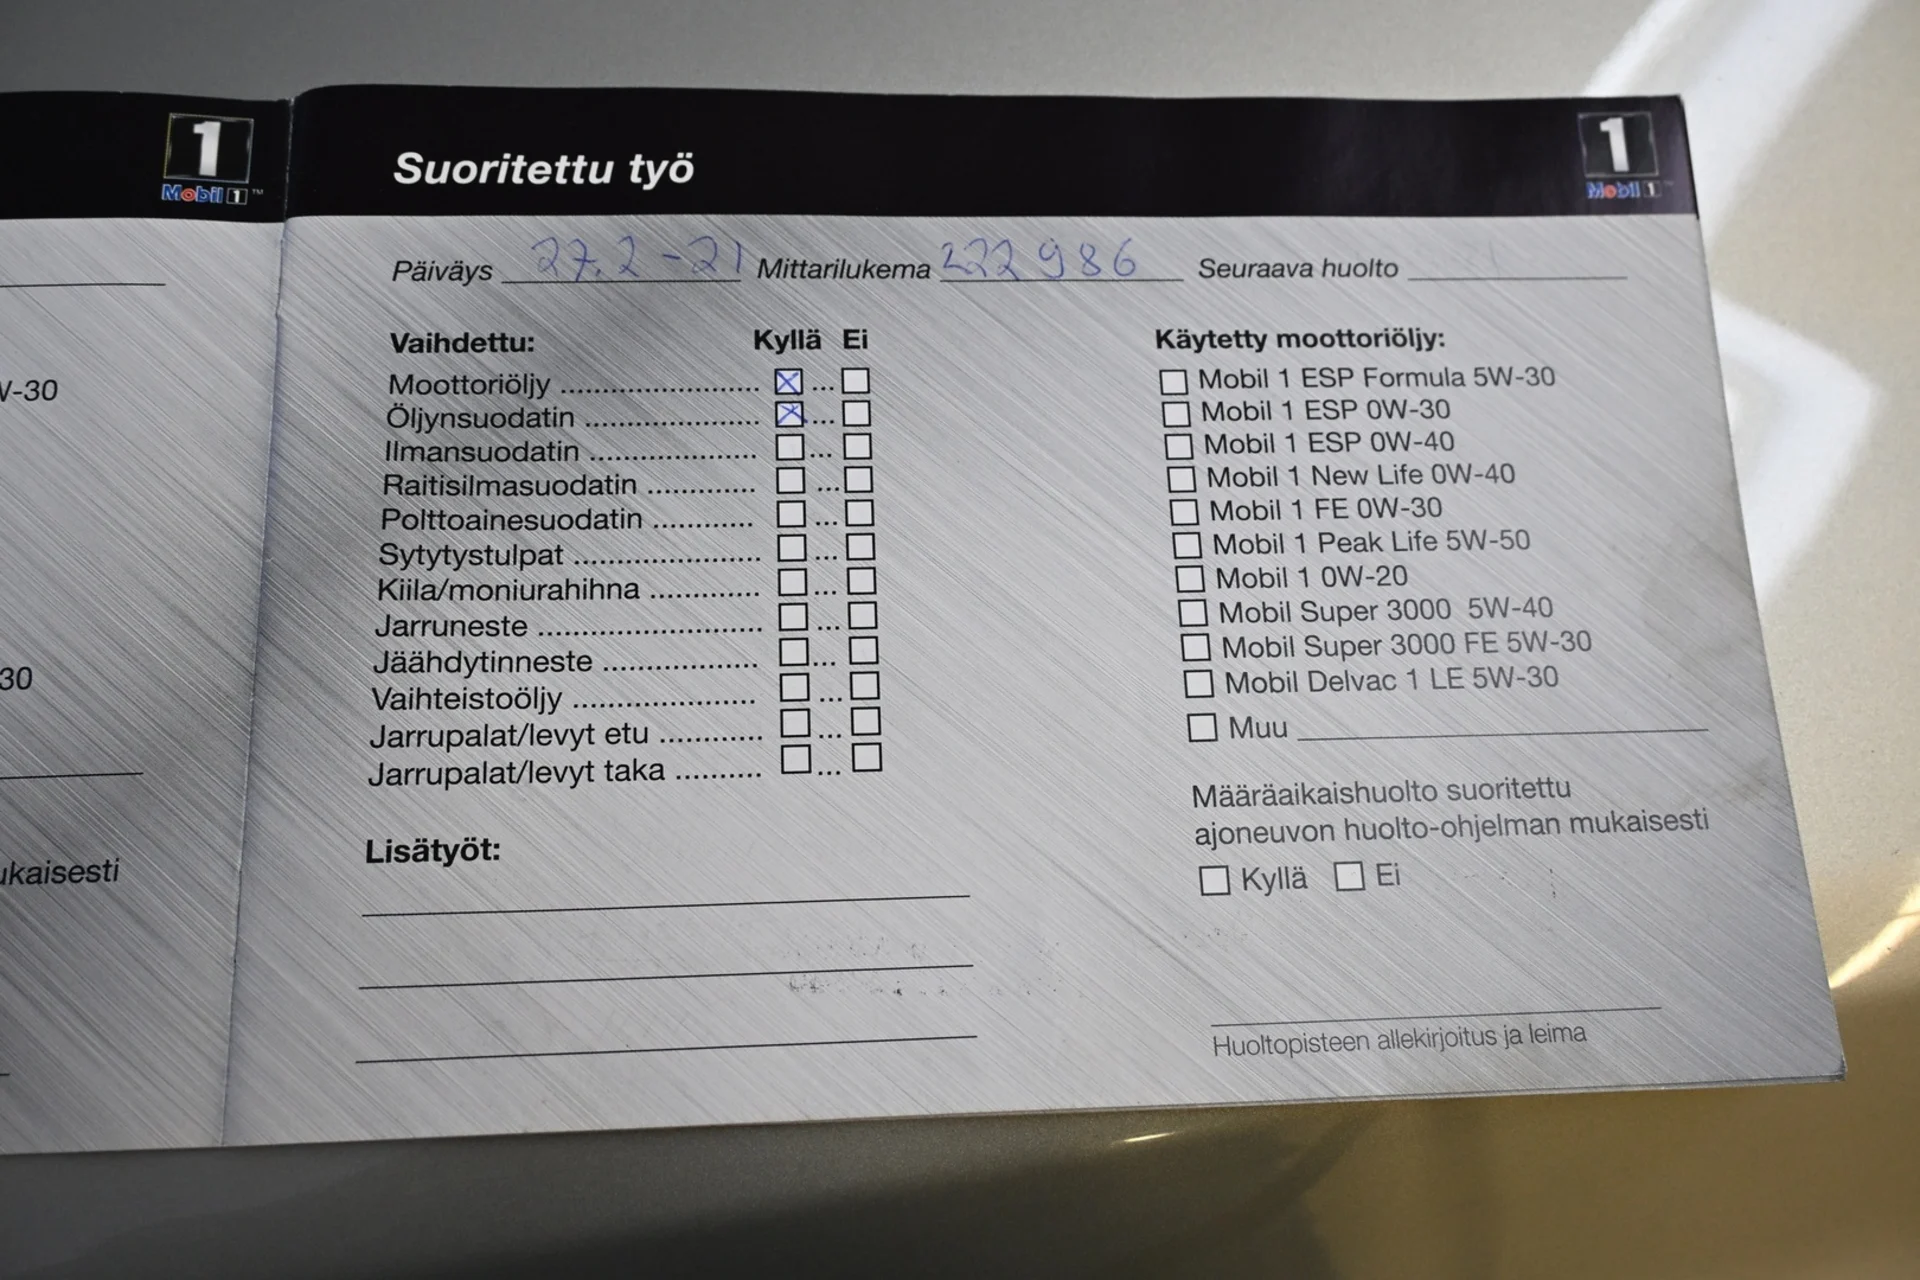 1
Mobil 1™
V-30
30
ukaisesti
Suoritettu työ
1
Mobil 1
Päiväys 27.2-21 Mittarilukema 222 986 Seuraava huolto
Vaihdettu: Kyllä Ei
Moottoriöljy ...
Öljynsuodatin ...
Ilmansuodatin ...
Raitisilmasuodatin ...
Polttoainesuodatin ...
Sytytystulpat ...
Kiila/moniurahihna ...
Jarruneste ...
Jäähdytinneste ...
Vaihteistoöljy ...
Jarrupalat/levyt etu ...
Jarrupalat/levyt taka ...
Lisätyöt:
Käytetty moottoriöljy:
Mobil 1 ESP Formula 5W-30
Mobil 1 ESP 0W-30
Mobil 1 ESP 0W-40
Mobil 1 New Life 0W-40
Mobil 1 FE 0W-30
Mobil 1 Peak Life 5W-50
Mobil 1 0W-20
Mobil Super 3000 5W-40
Mobil Super 3000 FE 5W-30
Mobil Delvac 1 LE 5W-30
Muu
Määräaikaishuolto suoritettu
ajoneuvon huolto-ohjelman mukaisesti
Kyllä Ei
Huoltopisteen allekirjoitus ja leima